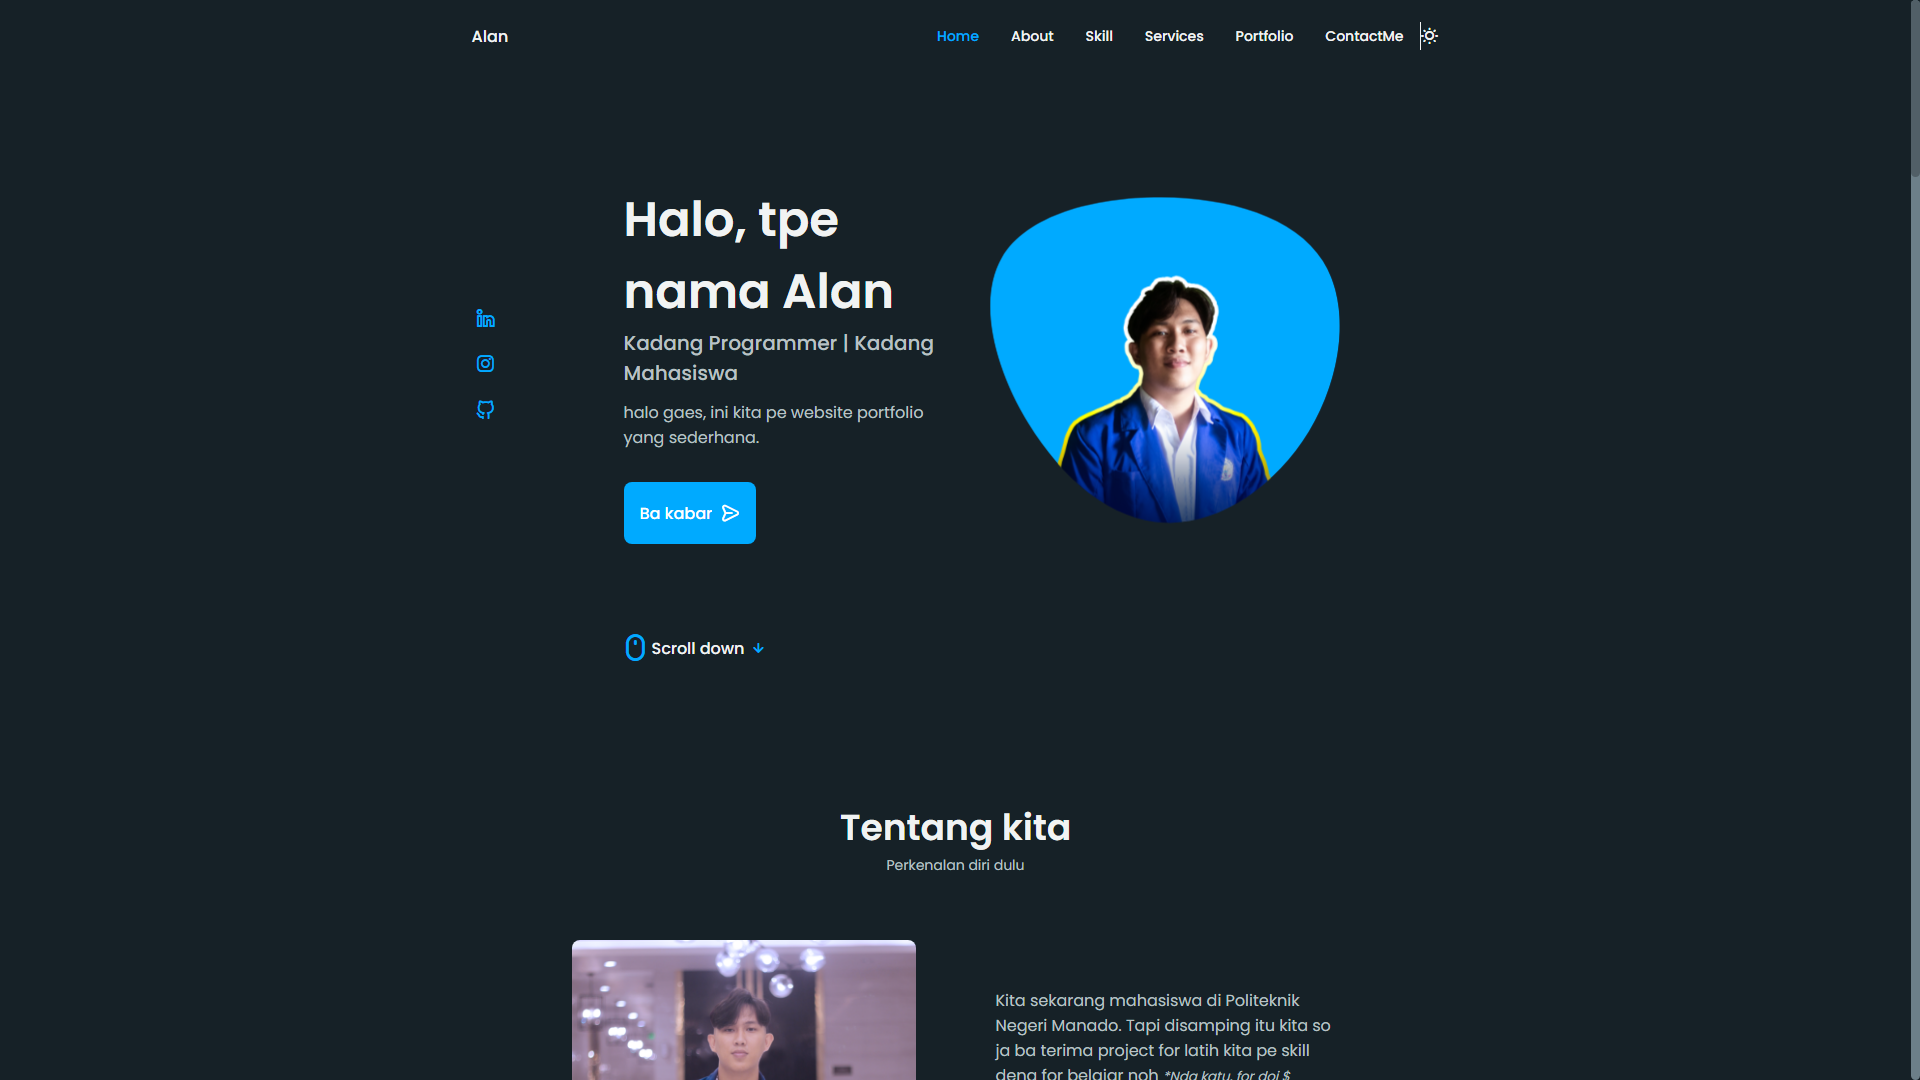 Alan
Home About Skill Services Portfolio ContactMe
Halo, tpe
nama Alan
Kadang Programmer | Kadang
Mahasiswa
halo gaes, ini kita pe website portfolio
yang sederhana.
Ba kabar
Scroll down
Tentang kita
Perkenalan diri dulu
Kita sekarang mahasiswa di Politeknik
Negeri Manado. Tapi disamping itu kita so
ja ba terima project for latih kita pe skill
deng for belajar noh *Nda katu, for doi $